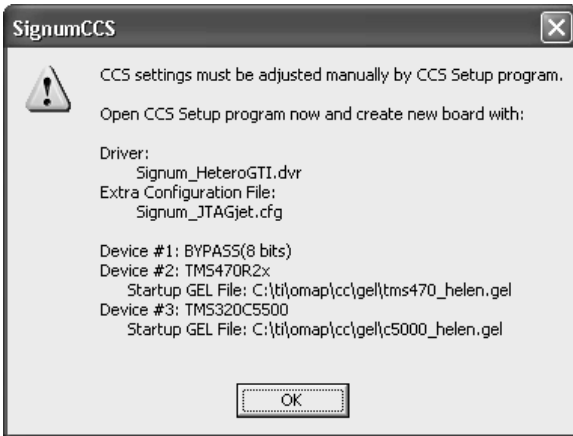 SignumCCS
CCS settings must be adjusted manually by CCS Setup program.
Open CCS Setup program now and create new board with:
Driver:
Signum_HeteroGTI.dvr
Extra Configuration File:
Signum_JTAGjet.cfg
Device #1: BYPASS(8 bits)
Device #2: TMS470R2x
Startup GEL File: C:\ti\omap\cc\gel\tms470_helen.gel
Device #3: TMS320C5500
Startup GEL File: C:\ti\omap\cc\gel\c5000_helen.gel
OK